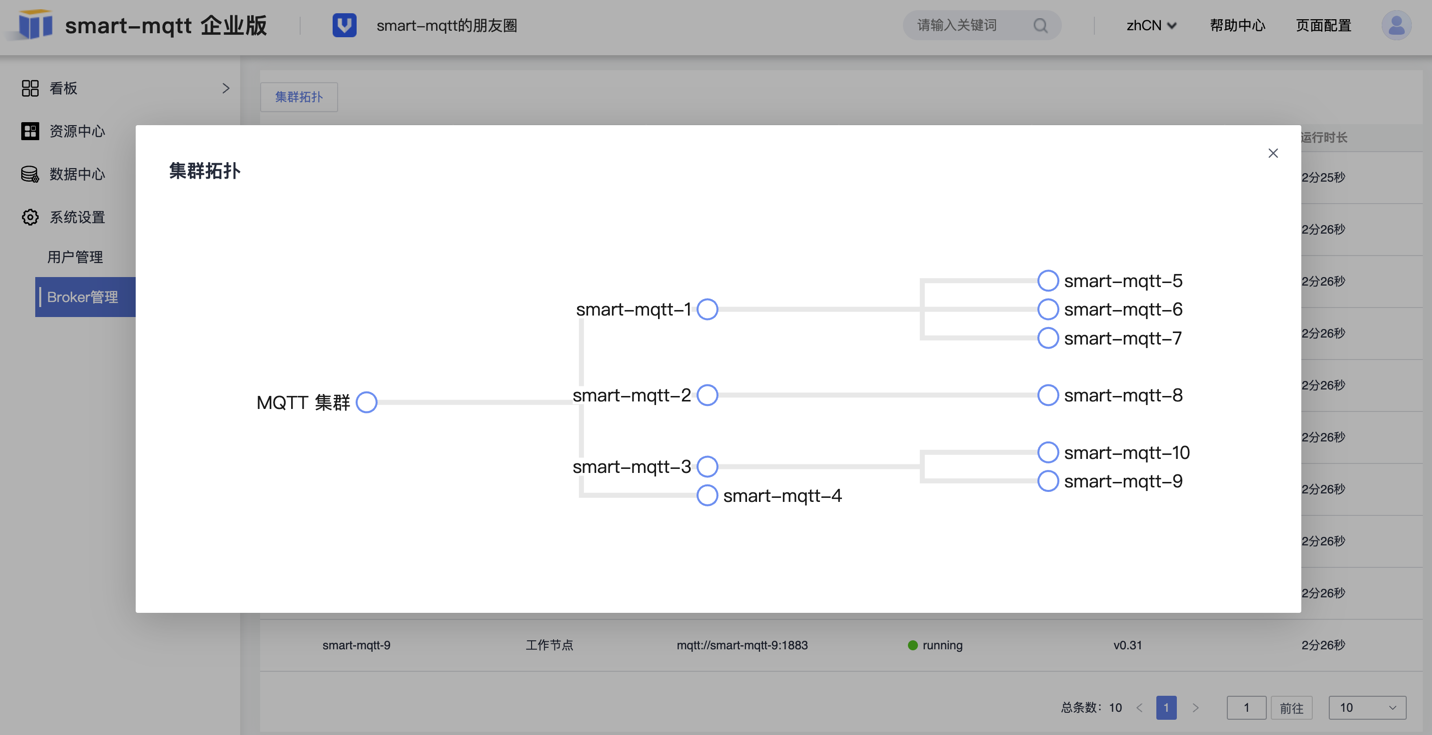 smart-mqtt 企业版
smart-mqtt的朋友圈
请输入关键词
zhCN
帮助中心
页面配置
看板
资源中心
数据中心
系统设置
用户管理
Broker管理
集群拓扑
运行时长
2分25秒
2分26秒
2分26秒
2分26秒
2分26秒
2分26秒
2分26秒
2分26秒
2分26秒
集群拓扑
MQTT 集群
smart-mqtt-1
smart-mqtt-2
smart-mqtt-3
smart-mqtt-4
smart-mqtt-5
smart-mqtt-6
smart-mqtt-7
smart-mqtt-8
smart-mqtt-10
smart-mqtt-9
smart-mqtt-9 工作节点 mqtt://smart-mqtt-9:1883 running v0.31 2分26秒
总条数: 10 < 1 > 1 前往 10